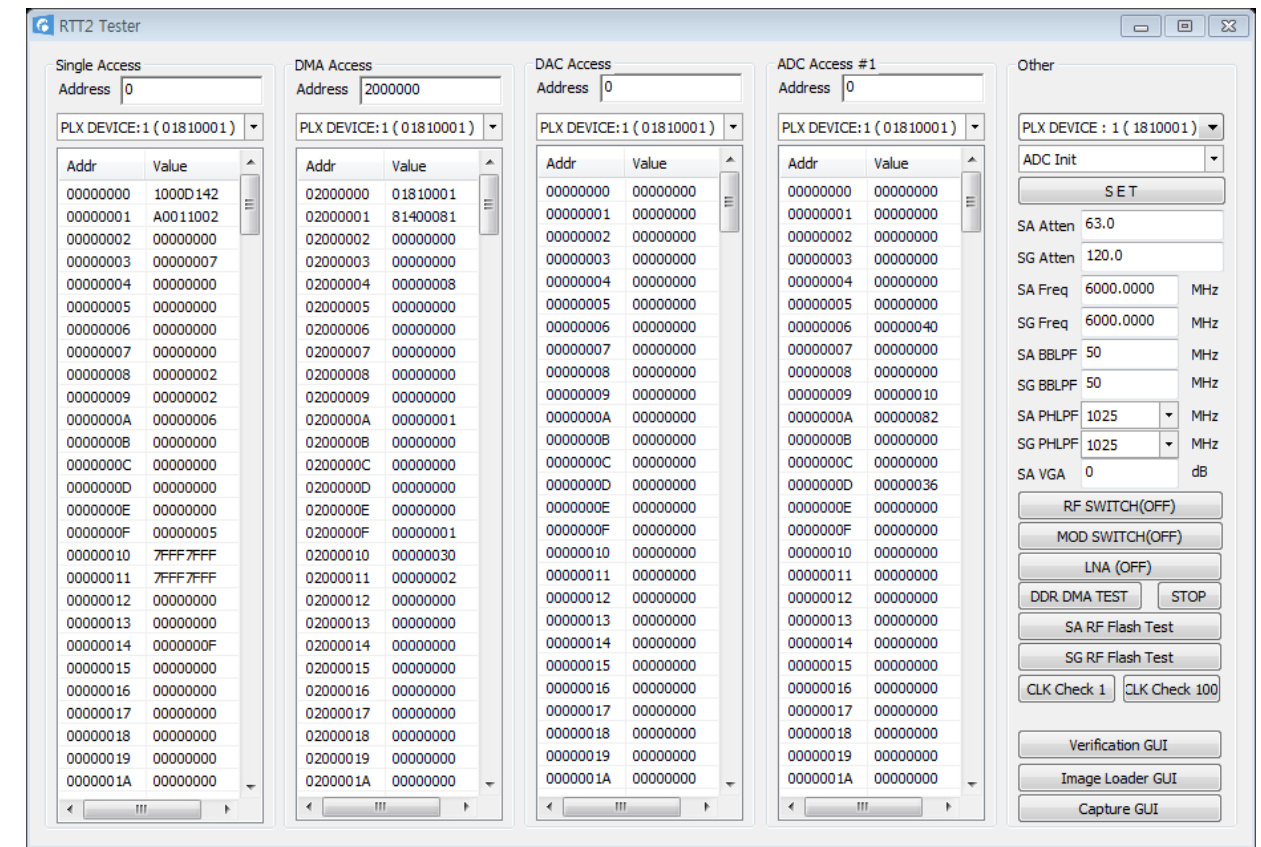 RTT2 Tester
Single Access
Address 0
PLX DEVICE:1 ( 01810001 )
Addr Value
00000000 1000D142
00000001 A0011002
00000002 00000000
00000003 00000007
00000004 00000000
00000005 00000000
00000006 00000000
00000007 00000000
00000008 00000002
00000009 00000002
0000000A 00000006
0000000B 00000000
0000000C 00000000
0000000D 00000000
0000000E 00000000
0000000F 00000005
00000010 7FFF7FFF
00000011 7FFF7FFF
00000012 00000000
00000013 00000000
00000014 0000000F
00000015 00000000
00000016 00000000
00000017 00000000
00000018 00000000
00000019 00000000
0000001A 00000000
DMA Access
Address 2000000
PLX DEVICE:1 ( 01810001 )
Addr Value
02000000 01810001
02000001 81400081
02000002 00000000
02000003 00000000
02000004 00000008
02000005 00000000
02000006 00000000
02000007 00000000
02000008 00000000
02000009 00000000
0200000A 00000001
0200000B 00000000
0200000C 00000000
0200000D 00000000
0200000E 00000000
0200000F 00000001
02000010 00000030
02000011 00000002
02000012 00000000
02000013 00000000
02000014 00000000
02000015 00000000
02000016 00000000
02000017 00000000
02000018 00000000
02000019 00000000
0200001A 00000000
DAC Access
Address 0
PLX DEVICE:1 ( 01810001 )
Addr Value
00000000 00000000
00000001 00000000
00000002 00000000
00000003 00000000
00000004 00000000
00000005 00000000
00000006 00000000
00000007 00000000
00000008 00000000
00000009 00000000
0000000A 00000000
0000000B 00000000
0000000C 00000000
0000000D 00000000
0000000E 00000000
0000000F 00000000
00000010 00000000
00000011 00000000
00000012 00000000
00000013 00000000
00000014 00000000
00000015 00000000
00000016 00000000
00000017 00000000
00000018 00000000
00000019 00000000
0000001A 00000000
ADC Access #1
Address 0
PLX DEVICE:1 ( 01810001 )
Addr Value
00000000 00000000
00000001 00000000
00000002 00000000
00000003 00000000
00000004 00000000
00000005 00000000
00000006 00000040
00000007 00000000
00000008 00000000
00000009 00000010
0000000A 00000082
0000000B 00000000
0000000C 00000000
0000000D 00000036
0000000E 00000000
0000000F 00000000
00000010 00000000
00000011 00000000
00000012 00000000
00000013 00000000
00000014 00000000
00000015 00000000
00000016 00000000
00000017 00000000
00000018 00000000
00000019 00000000
0000001A 00000000
Other
PLX DEVICE : 1 ( 1810001 )
ADC Init
S E T
SA Atten 63.0
SG Atten 120.0
SA Freq 6000.0000 MHz
SG Freq 6000.0000 MHz
SA BBLPF 50 MHz
SG BBLPF 50 MHz
SA PHLPF 1025 MHz
SG PHLPF 1025 MHz
SA VGA 0 dB
RF SWITCH(OFF)
MOD SWITCH(OFF)
LNA (OFF)
DDR DMA TEST STOP
SA RF Flash Test
SG RF Flash Test
CLK Check 1 CLK Check 100
Verification GUI
Image Loader GUI
Capture GUI